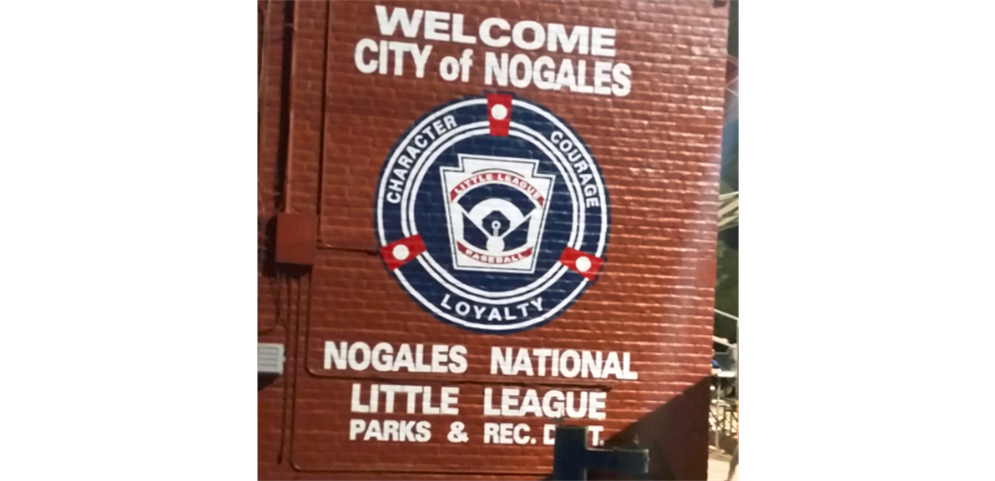 WELCOME
CITY of NOGALES
CHARACTER
COURAGE
LITTLE LEAGUE
BASEBALL
LOYALTY
NOGALES NATIONAL
LITTLE LEAGUE
PARKS & REC.